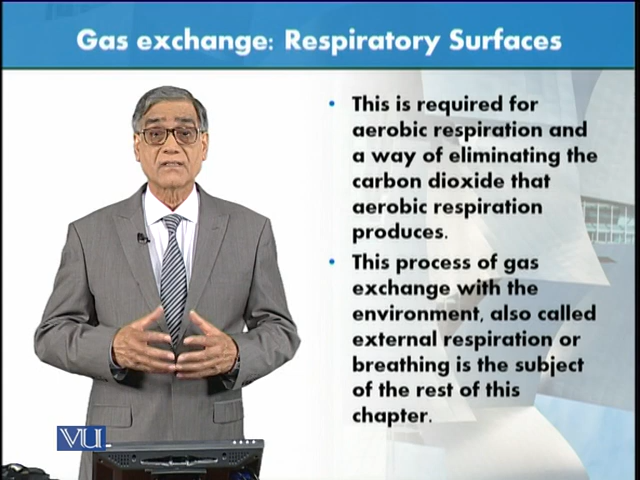 Gas exchange: Respiratory Surfaces
• This is required for
aerobic respiration and
a way of eliminating the
carbon dioxide that
aerobic respiration
produces.
• This process of gas
exchange with the
environment, also called
external respiration or
breathing is the subject
of the rest of this
chapter.
VU